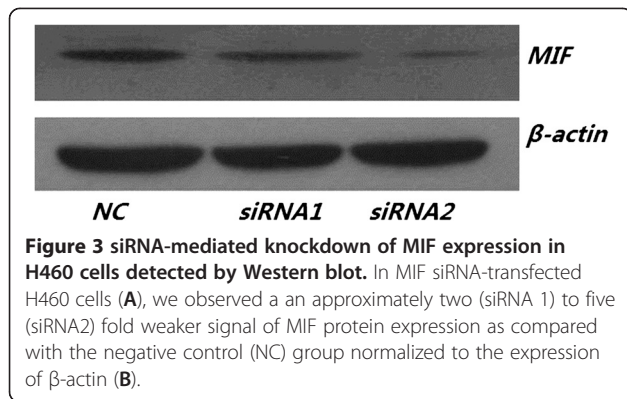 MIF
β-actin
NC siRNA1 siRNA2
Figure 3 siRNA-mediated knockdown of MIF expression in
H460 cells detected by Western blot. In MIF siRNA-transfected
H460 cells (A), we observed a an approximately two (siRNA 1) to five
(siRNA2) fold weaker signal of MIF protein expression as compared
with the negative control (NC) group normalized to the expression
of β-actin (B).